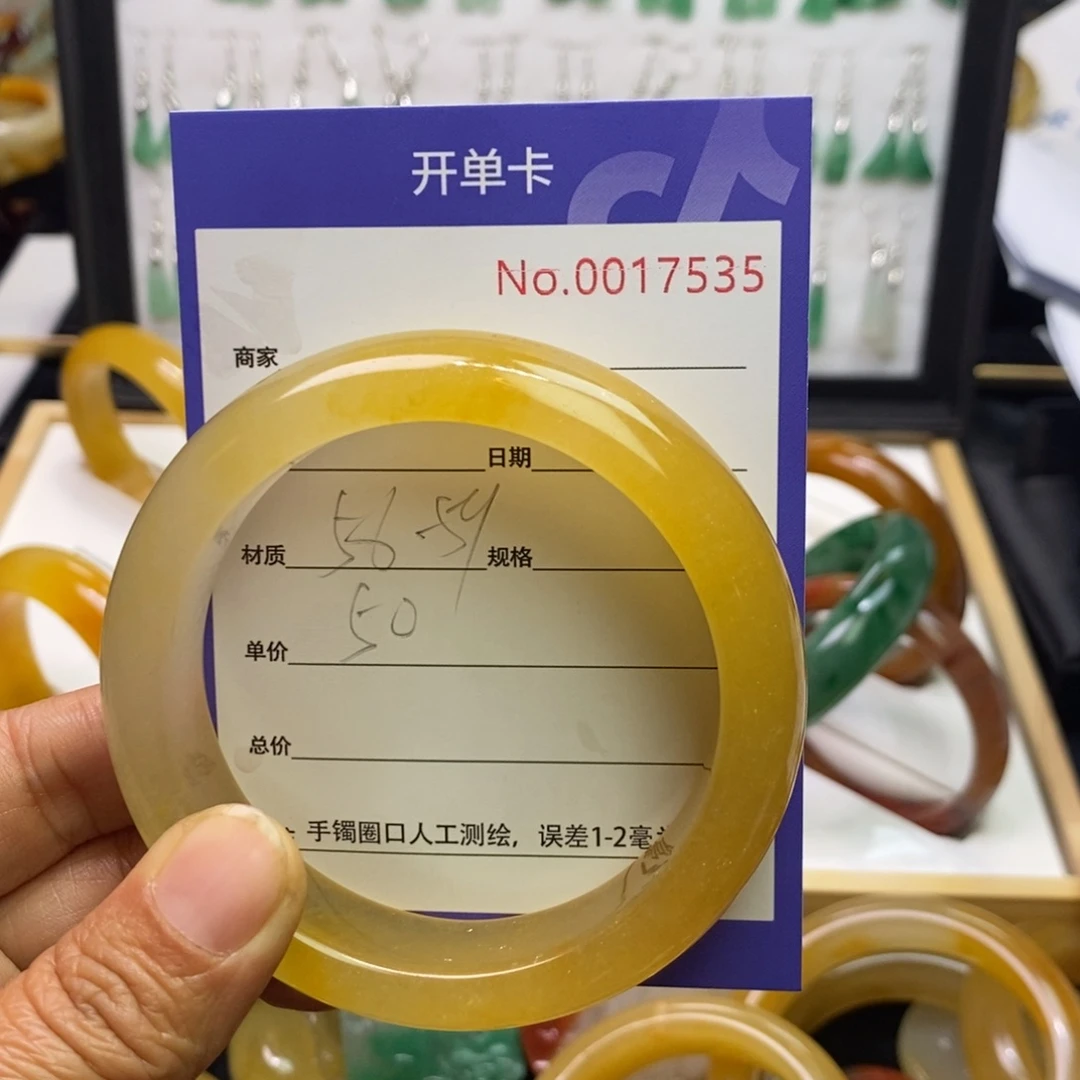 开单卡
No.0017535
商家
日期
材质 56 规格
50
单价
总价
手镯圈口人工测绘，误差1-2毫